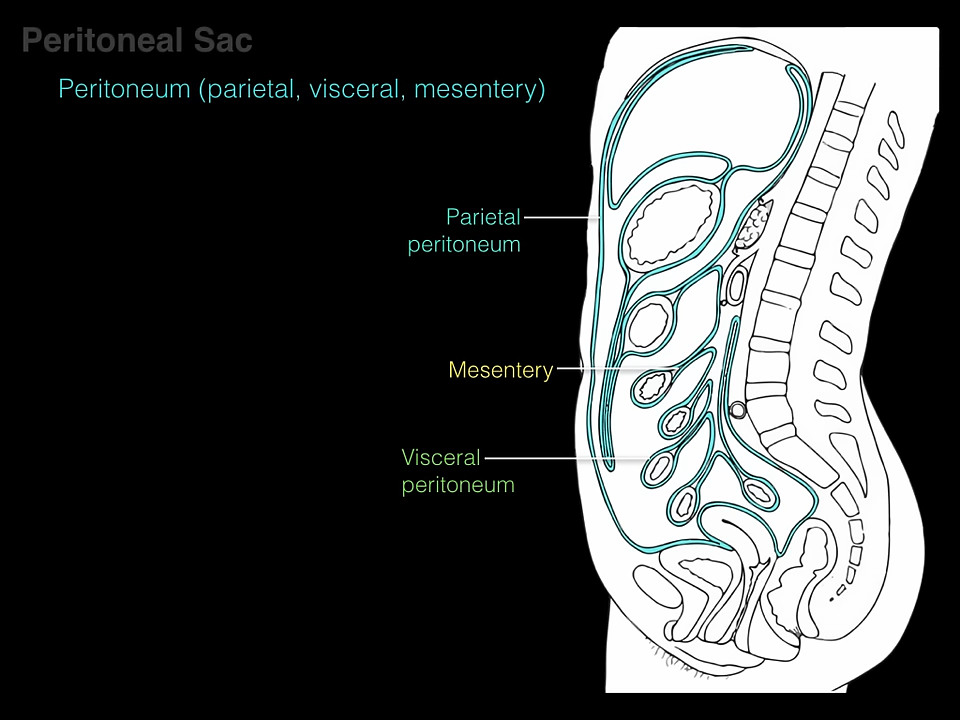 Peritoneal Sac
Peritoneum (parietal, visceral, mesentery)
Parietal
peritoneum
Mesentery
Visceral
peritoneum